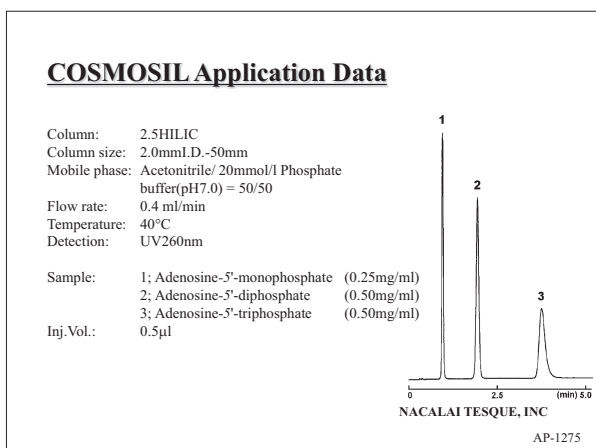 COSMOSIL Application Data
Column: 2.5HILIC
Column size: 2.0mmI.D.-50mm
Mobile phase: Acetonitrile/ 20mmol/l Phosphate
buffer(pH7.0) = 50/50
Flow rate: 0.4 ml/min
Temperature: 40°C
Detection: UV260nm
Sample: 1; Adenosine-5'-monophosphate (0.25mg/ml)
2; Adenosine-5'-diphosphate (0.50mg/ml)
3; Adenosine-5'-triphosphate (0.50mg/ml)
Inj.Vol.: 0.5μl
1
2
3
0 2.5 (min) 5.0
NACALAI TESQUE, INC
AP-1275